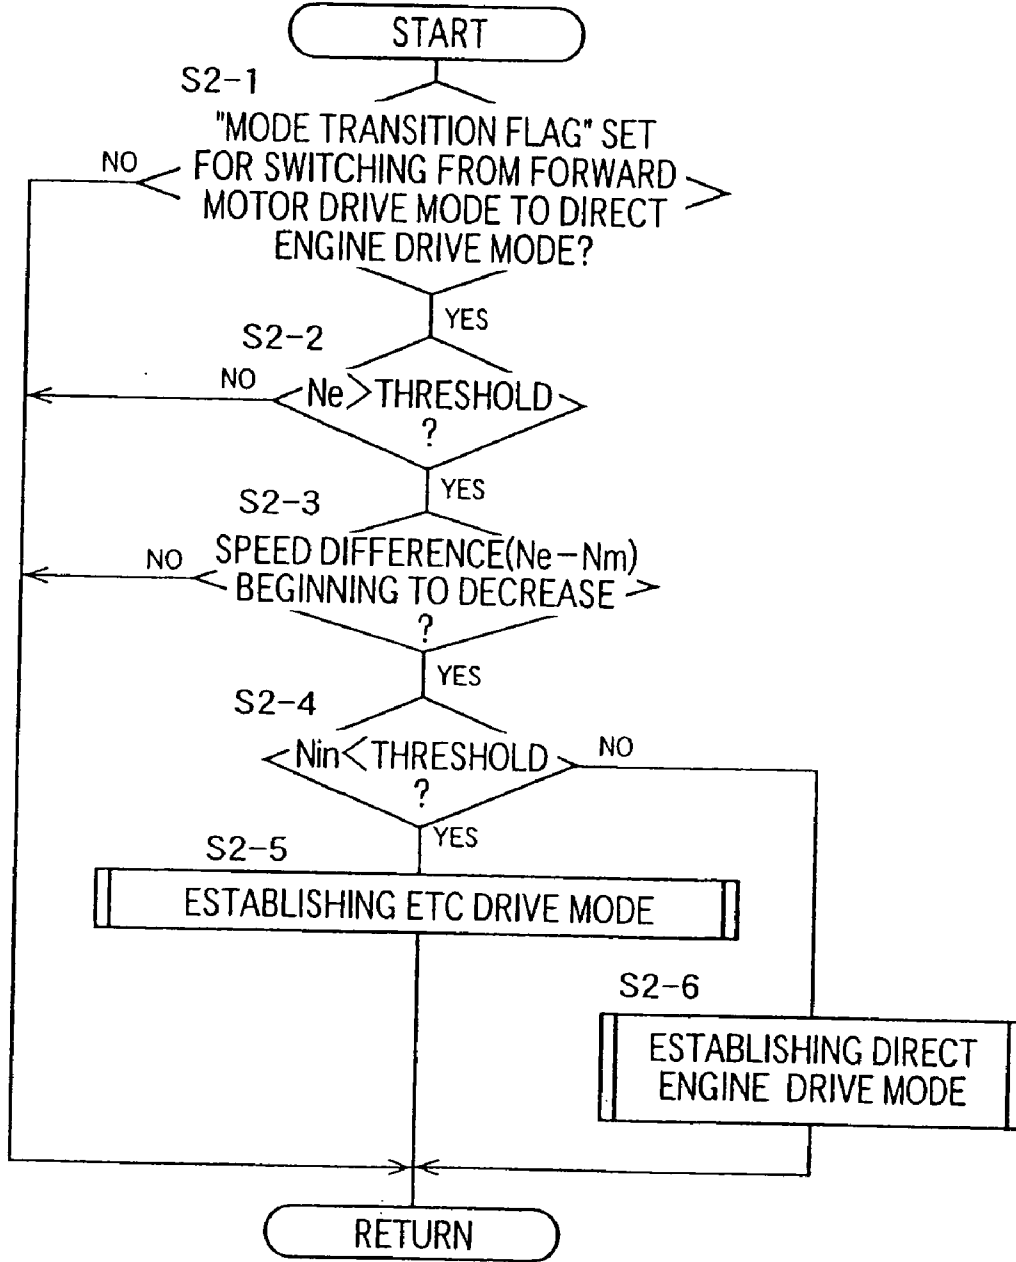 START
S2-1
"MODE TRANSITION FLAG" SET
FOR SWITCHING FROM FORWARD
MOTOR DRIVE MODE TO DIRECT
ENGINE DRIVE MODE?
NO
YES
S2-2
NO
Ne>THRESHOLD
?
YES
S2-3
NO
SPEED DIFFERENCE(Ne-Nm)
BEGINNING TO DECREASE
?
YES
S2-4
Nin<THRESHOLD
?
NO
YES
S2-5
ESTABLISHING ETC DRIVE MODE
S2-6
ESTABLISHING DIRECT
ENGINE DRIVE MODE
RETURN